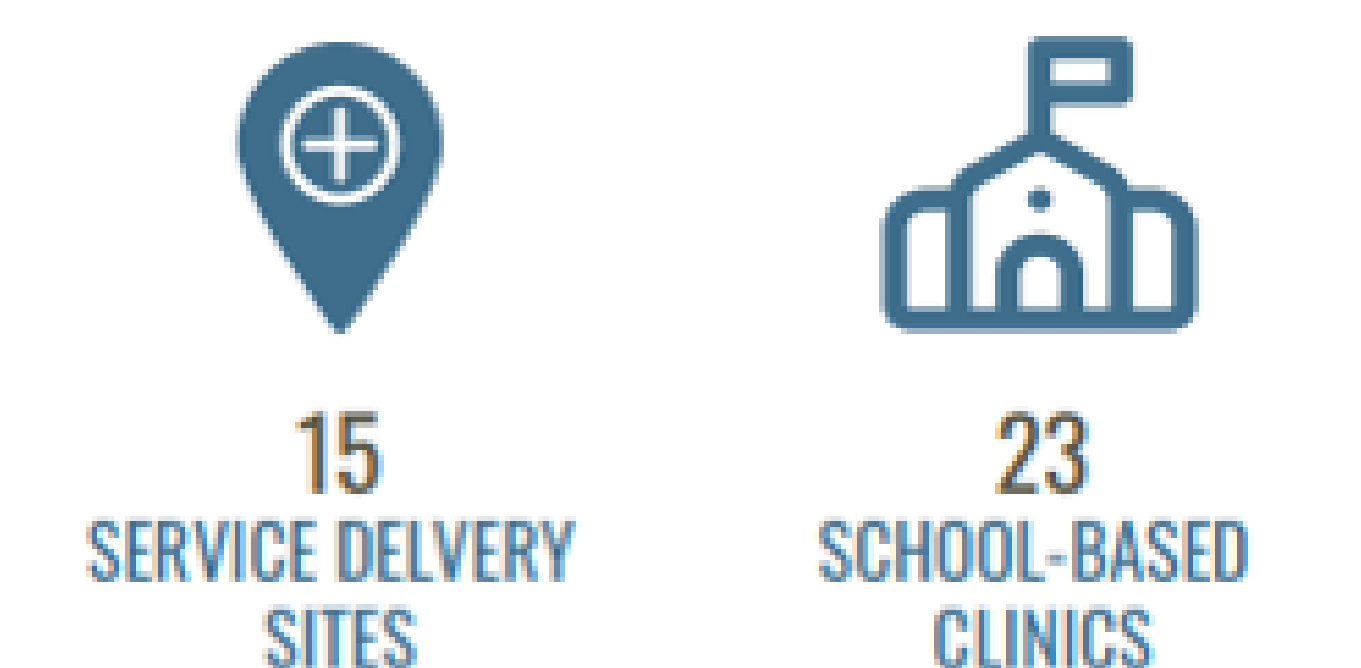 15
SERVICE DELVERY
SITES
23
SCHOOL-BASED
CLINICS